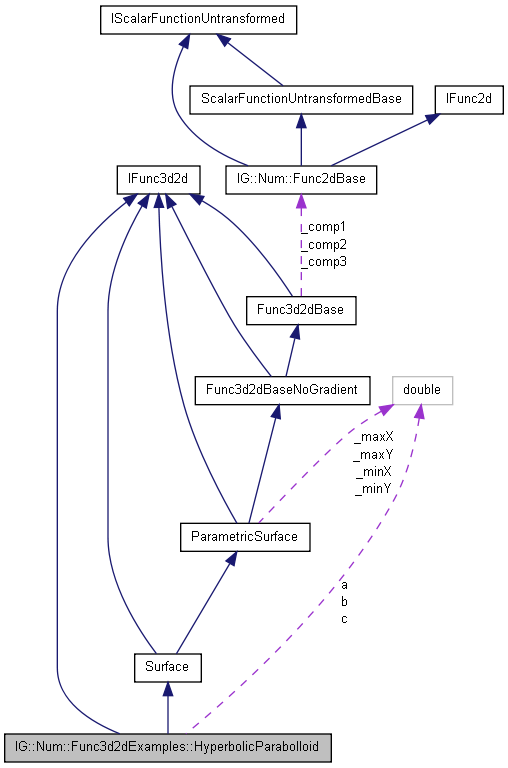 IScalarFunctionUntransformed
ScalarFunctionUntransformedBase
IFunc2d
IFunc3d2d
IG::Num::Func2dBase
_comp1
_comp2
_comp3
Func3d2dBase
Func3d2dBaseNoGradient
double
_maxX
_maxY
_minX
_minY
ParametricSurface
a
b
c
Surface
IG::Num::Func3d2dExamples::HyperbolicParabolloid